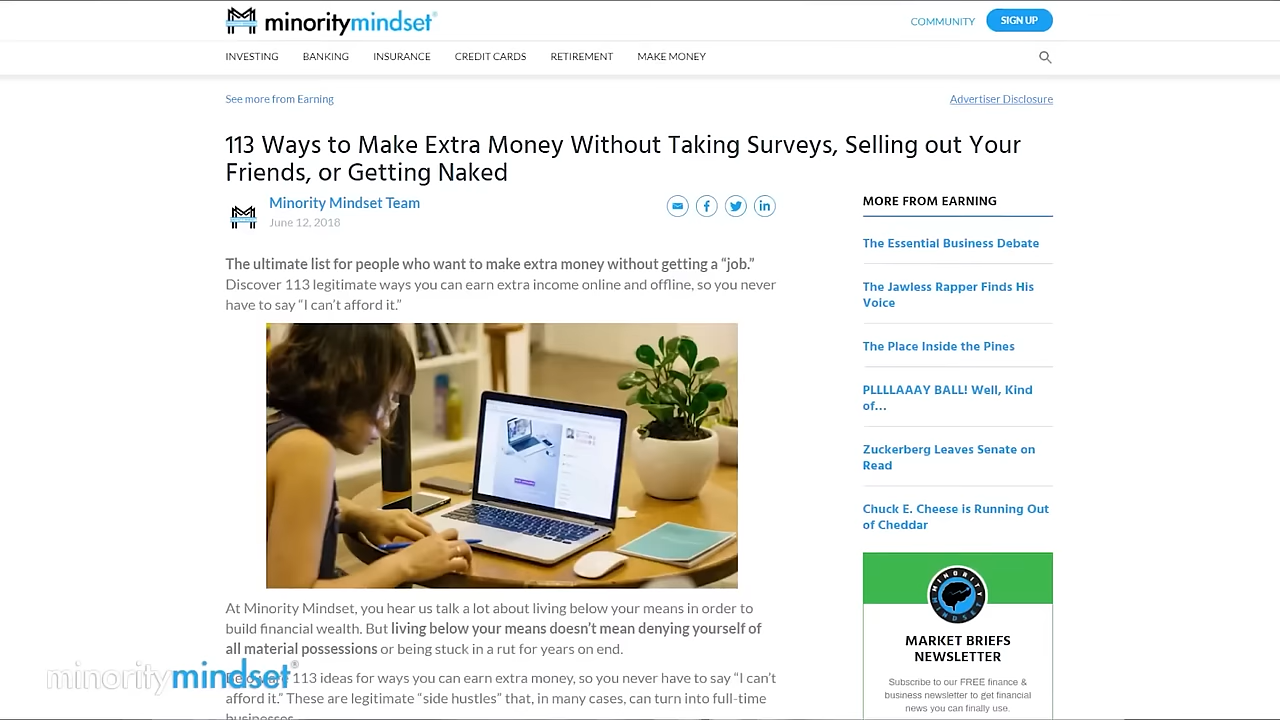 minoritymindset®
COMMUNITY
SIGN UP
INVESTING BANKING INSURANCE CREDIT CARDS RETIREMENT MAKE MONEY
See more from Earning
Advertiser Disclosure
113 Ways to Make Extra Money Without Taking Surveys, Selling out Your
Friends, or Getting Naked
Minority Mindset Team
June 12, 2018
The ultimate list for people who want to make extra money without getting a “job.”
Discover 113 legitimate ways you can earn extra income online and offline, so you never
have to say “I can’t afford it.”
At Minority Mindset, you hear us talk a lot about living below your means in order to
build financial wealth. But living below your means doesn’t mean denying yourself of
all material possessions or being stuck in a rut for years on end.
113 ideas for ways you can earn extra money, so you never have to say “I can’t
afford it.” These are legitimate “side hustles” that, in many cases, can turn into full-time
businesses.
MORE FROM EARNING
The Essential Business Debate
The Jawless Rapper Finds His
Voice
The Place Inside the Pines
PLLLLAAAY BALL! Well, Kind
of...
Zuckerberg Leaves Senate on
Read
Chuck E. Cheese is Running Out
of Cheddar
MINORITY
MINDSET
MARKET BRIEFS
NEWSLETTER
Subscribe to our FREE finance &
business newsletter to get financial
news you can finally use.
minoritymindset®